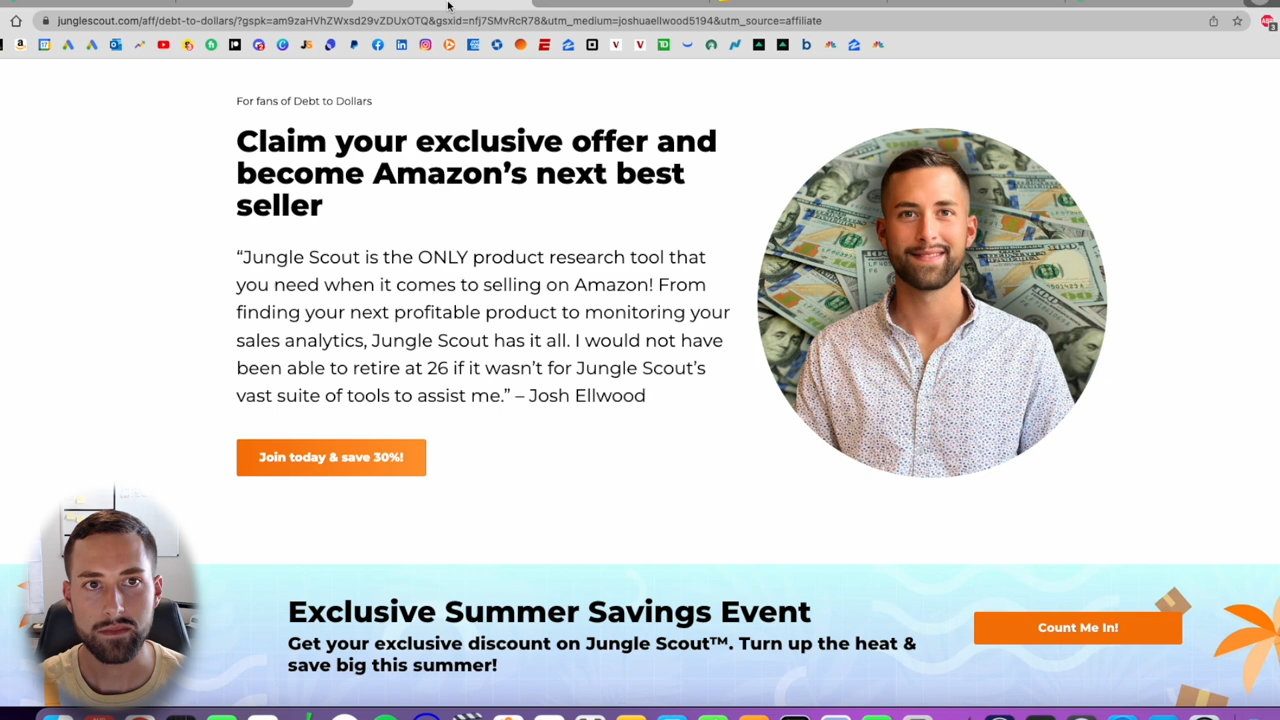 junglescout.com/aff/debt-to-dollars/?gspk=am9zaHVhZWxsd29vZDUxOTQ&gsxid=nfj7SMvRcR78&utm_medium=joshuaellwood5194&utm_source=affiliate
For fans of Debt to Dollars
Claim your exclusive offer and
become Amazon’s next best
seller
“Jungle Scout is the ONLY product research tool that
you need when it comes to selling on Amazon! From
finding your next profitable product to monitoring your
sales analytics, Jungle Scout has it all. I would not have
been able to retire at 26 if it wasn’t for Jungle Scout’s
vast suite of tools to assist me.” – Josh Ellwood
Join today & save 30%!
Exclusive Summer Savings Event
Get your exclusive discount on Jungle Scout™. Turn up the heat &
save big this summer!
Count Me In!